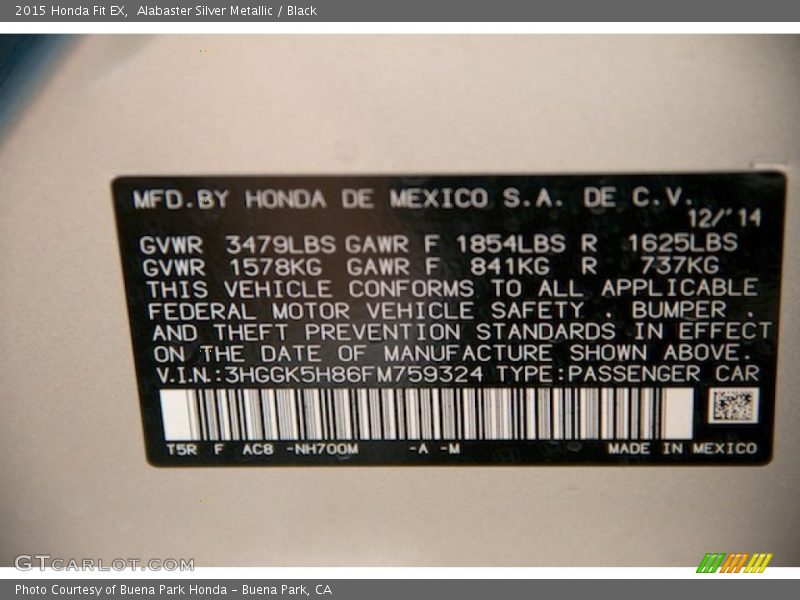 2015 Honda Fit EX,  Alabaster Silver Metallic / Black
MFD.BY HONDA DE MEXICO S.A. DE C.V.
12/'14
GVWR 3479LBS GAWR F 1854LBS R 1625LBS
GVWR 1578KG GAWR F 841KG R 737KG
THIS VEHICLE CONFORMS TO ALL APPLICABLE
FEDERAL MOTOR VEHICLE SAFETY , BUMPER ,
AND THEFT PREVENTION STANDARDS IN EFFECT
ON THE DATE OF MANUFACTURE SHOWN ABOVE.
V.I.N.:3HGGK5H86FM759324 TYPE:PASSENGER CAR
T5R F AC8 -NH700M -A -M MADE IN MEXICO
GTCARLOT.COM
Photo Courtesy of Buena Park Honda – Buena Park, CA